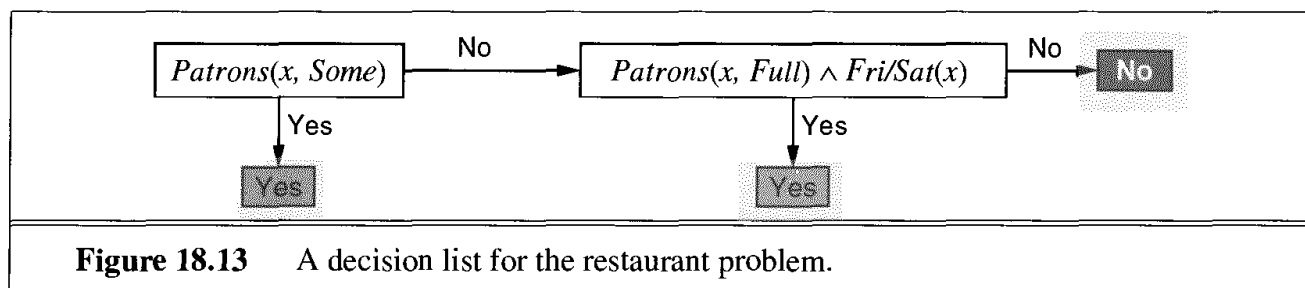 Patrons(x, Some)
No
Patrons(x, Full) ∧ Fri/Sat(x)
No
No
Yes
Yes
Yes
Yes
Figure 18.13 A decision list for the restaurant problem.